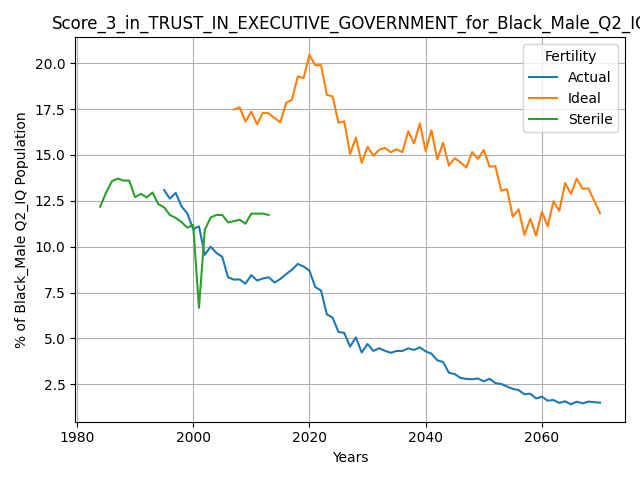 Score_3_in_TRUST_IN_EXECUTIVE_GOVERNMENT_for_Black_Male_Q2_IQ
Fertility
Actual
Ideal
Sterile
% of Black_Male Q2_IQ Population
20.0
17.5
15.0
12.5
10.0
7.5
5.0
2.5
1980
2000
2020
2040
2060
Years